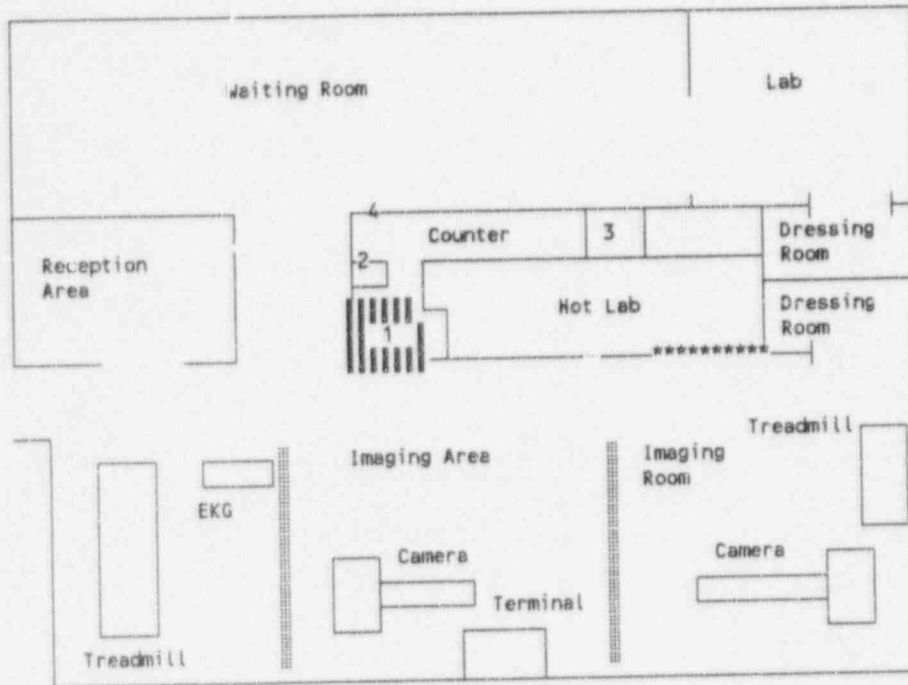 Waiting Room
Lab
4
Counter
3
Dressing
Room
2
Reception
Area
Hot Lab
Dressing
Room
1
**********
Treadmill
Imaging Area
Imaging
Room
EKG
Camera
Camera
Terminal
Treadmill